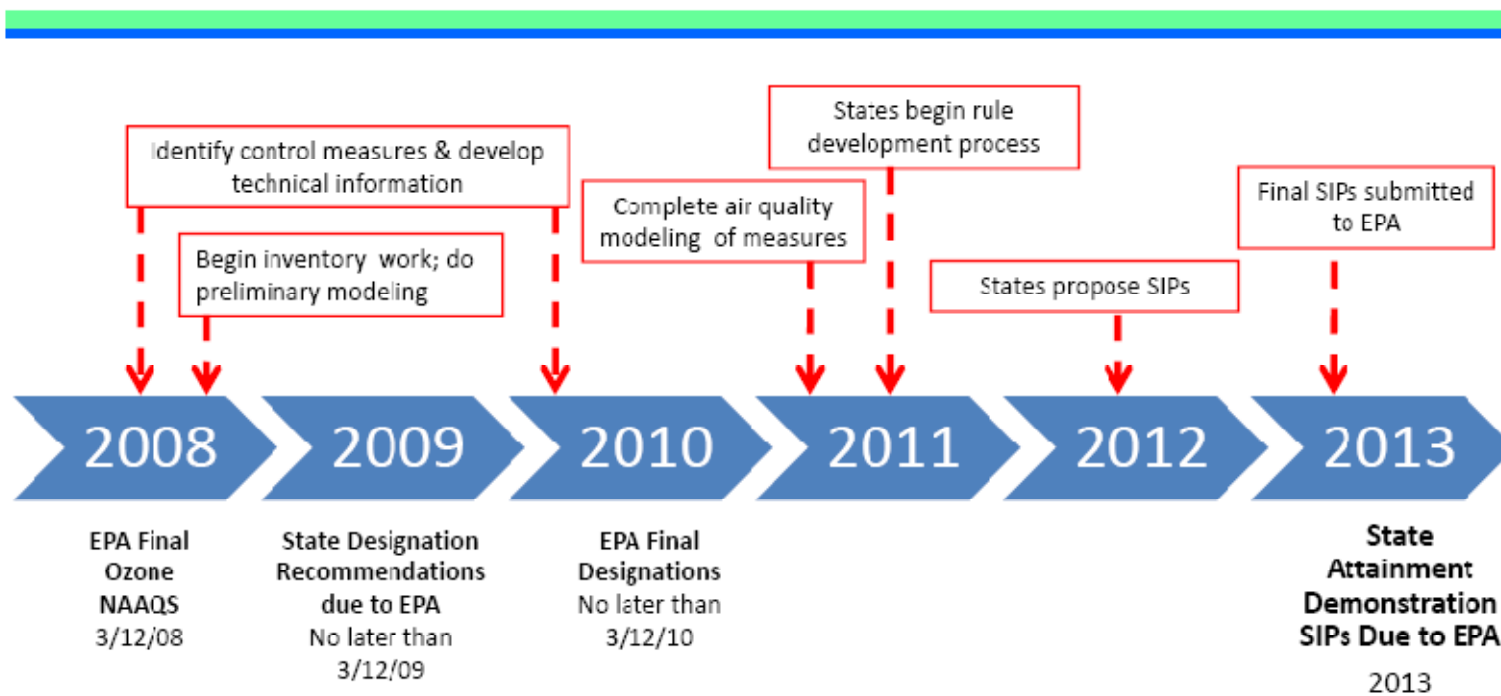 Identify control measures & develop
technical information
Begin inventory work; do
preliminary modeling
Complete air quality
modeling of measures
States begin rule
development process
States propose SIPs
Final SIPs submitted
to EPA
2008
2009
2010
2011
2012
2013
EPA Final
Ozone
NAAQS
3/12/08
State Designation
Recommendations
due to EPA
No later than
3/12/09
EPA Final
Designations
No later than
3/12/10
State
Attainment
Demonstration
SIPs Due to EPA
2013